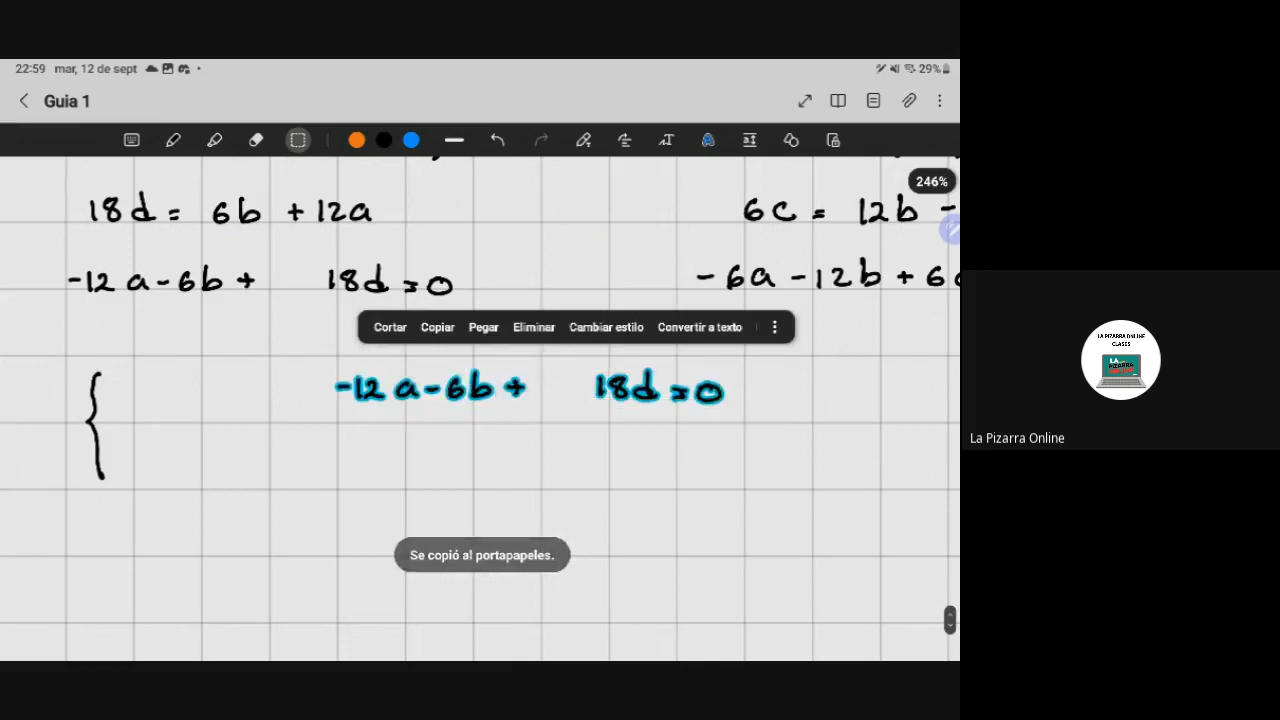 22:59 mar, 12 de sept
29%
Guia 1
246%
18d = 6b + 12a
6c = 12b -
-12a - 6b + 18d = 0
- 6a - 12b + 6c
Cortar Copiar Pegar Eliminar Cambiar estilo Convertir a texto
{ -12a - 6b + 18d = 0
Se copió al portapapeles.
LA PIZARRA ONLINE
CLASES
LA
La Pizarra Online